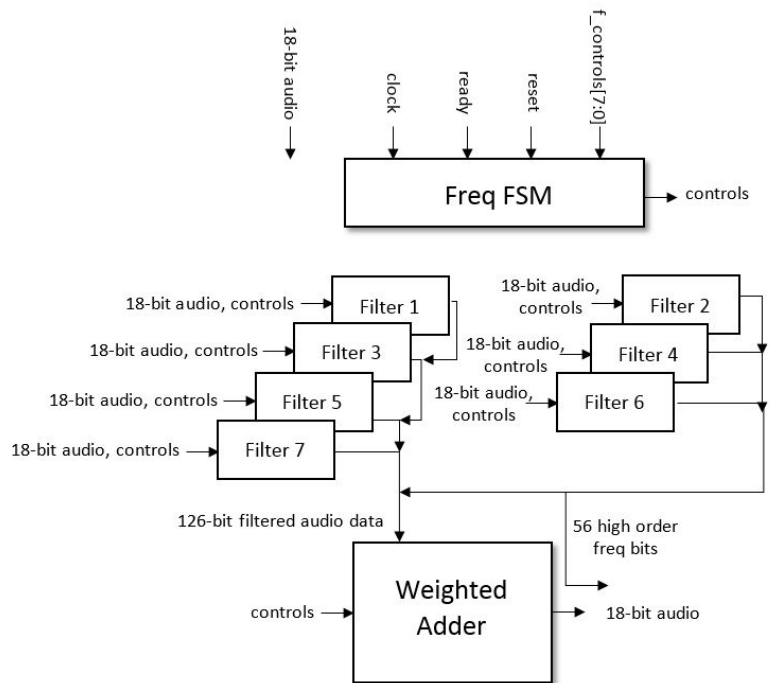 18-bit audio
clock
ready
reset
f_controls[7:0]
Freq FSM
controls
18-bit audio, controls
Filter 1
18-bit audio,
controls
Filter 2
18-bit audio, controls
Filter 3
18-bit audio,
controls
Filter 4
18-bit audio, controls
Filter 5
18-bit audio,
controls
Filter 6
18-bit audio, controls
Filter 7
126-bit filtered audio data
56 high order
freq bits
controls
Weighted
Adder
18-bit audio